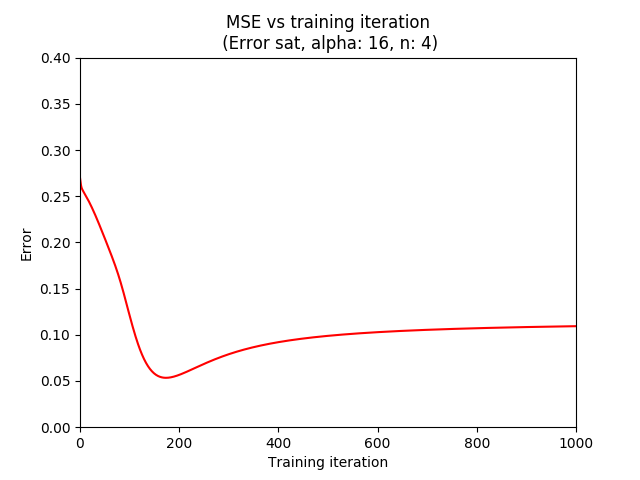 MSE vs training iteration
(Error sat, alpha: 16, n: 4)
0.40
0.35
0.30
0.25
0.20
0.15
0.10
0.05
0.00
Error
0 200 400 600 800 1000
Training iteration